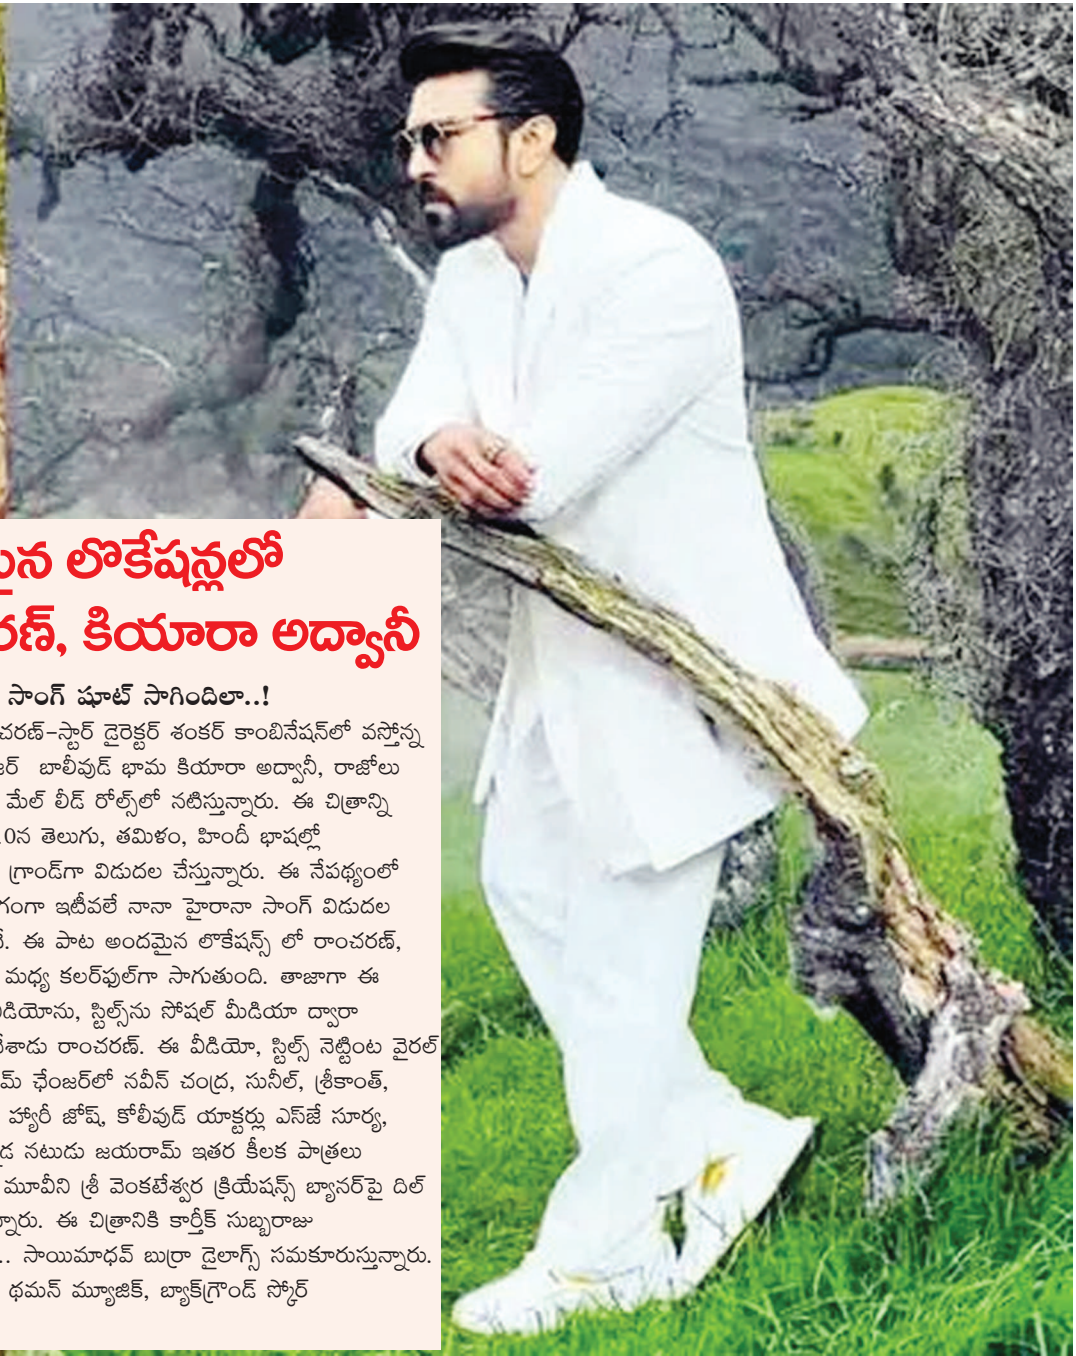 లొకేషన్లలో
కియారా అద్వానీ
సాంగ్ షూట్ సాగిందిలా..!
చరణ్–స్టార్ డైరెక్టర్ శంకర్ కాంబినేషన్‌లో వస్తోన్న
బాలీవుడ్ భామ కియారా అద్వానీ, రాజోలు
మేల్ లీడ్ రోల్స్‌లో నటిస్తున్నారు. ఈ చిత్రాన్ని
తెలుగు, తమిళం, హిందీ భాషల్లో
గ్రాండ్‌గా విడుదల చేస్తున్నారు. ఈ నేపథ్యంలో
ఇటీవలే నానా హైరానా సాంగ్ విడుదల
ఈ పాట అందమైన లొకేషన్స్ లో రాంచరణ్,
మధ్య కలర్‌ఫుల్‌గా సాగుతుంది. తాజాగా ఈ
స్టిల్స్‌ను సోషల్ మీడియా ద్వారా
రాంచరణ్. ఈ వీడియో, స్టిల్స్ నెట్టింట వైరల్
ఛేంజర్‌లో నవీన్ చంద్ర, సునీల్, శ్రీకాంత్,
హ్యారీ జోష్, కోలీవుడ్ యాక్టర్లు ఎస్‌జే సూర్య,
నటుడు జయరామ్ ఇతర కీలక పాత్రలు
మూవీని శ్రీ వెంకటేశ్వర క్రియేషన్స్ బ్యానర్‌పై దిల్
ఈ చిత్రానికి కార్తీక్ సుబ్బరాజు
.. సాయిమాధవ్ బుర్రా డైలాగ్స్ సమకూరుస్తున్నారు.
థమన్ మ్యూజిక్, బ్యాక్‌గ్రౌండ్ స్కోర్